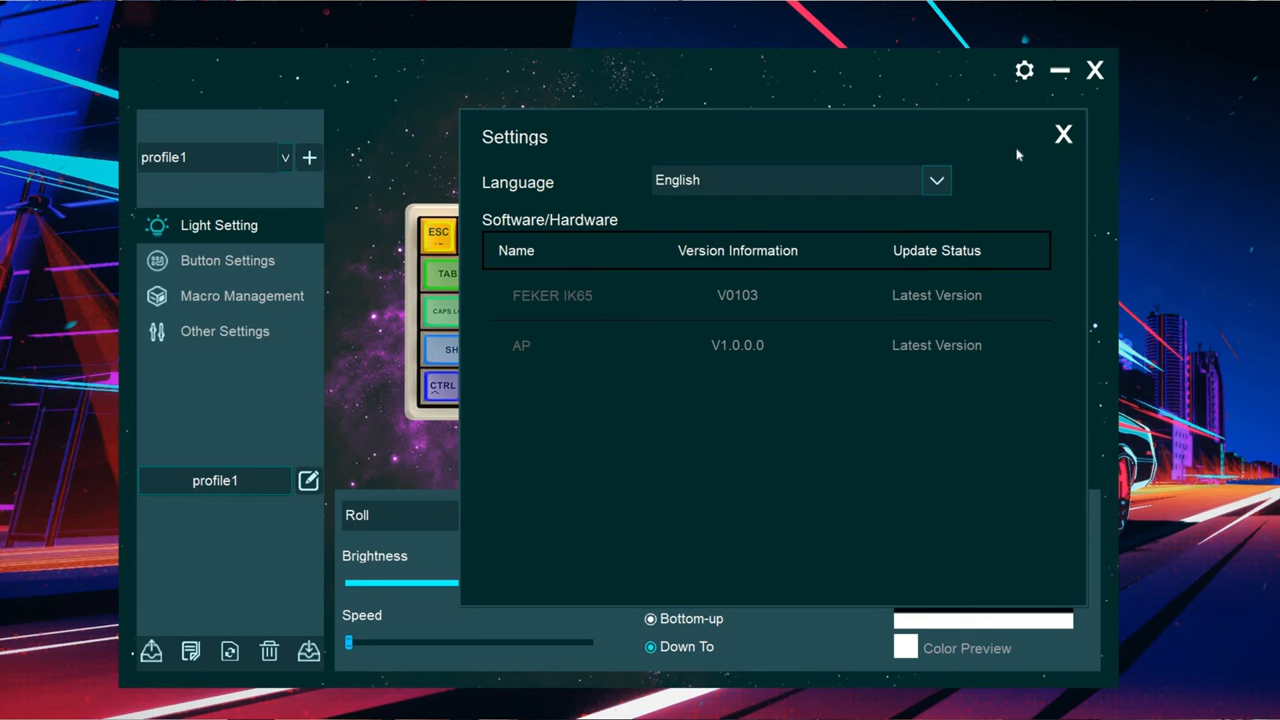 X
profile1
V
+
Light Setting
Button Settings
Macro Management
Other Settings
profile1
Settings
X
Language
English
Software/Hardware
Name Version Information Update Status
FEKER IK65 V0103 Latest Version
AP V1.0.0.0 Latest Version
ESC
TAB
CAPS L
SH
CTRL
Roll
Brightness
Speed
Bottom-up
Down To
Color Preview